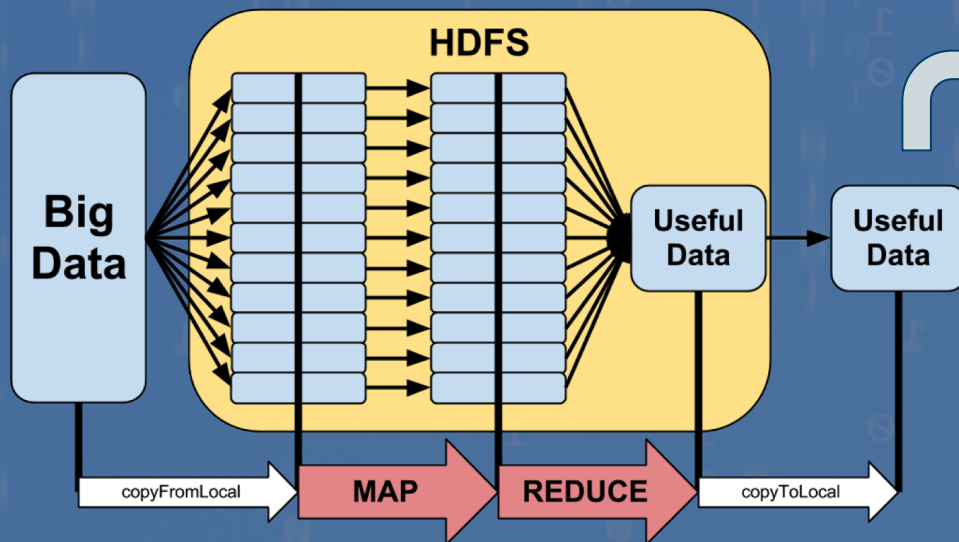 HDFS
Big
Data
Useful
Data
Useful
Data
copyFromLocal
MAP
REDUCE
copyToLocal